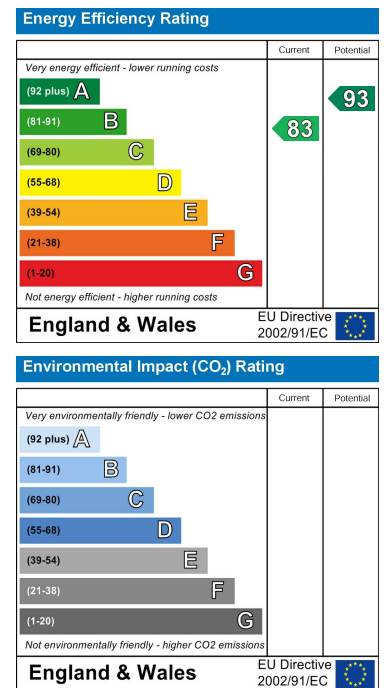 Energy Efficiency Rating
Current Potential
Very energy efficient - lower running costs
(92 plus) A
93
(81-91) B
83
(69-80) C
(55-68) D
(39-54) E
(21-38) F
(1-20) G
Not energy efficient - higher running costs
England & Wales
EU Directive
2002/91/EC
Environmental Impact (CO₂) Rating
Current Potential
Very environmentally friendly - lower CO2 emissions
(92 plus) A
(81-91) B
(69-80) C
(55-68) D
(39-54) E
(21-38) F
(1-20) G
Not environmentally friendly - higher CO2 emissions
England & Wales
EU Directive
2002/91/EC